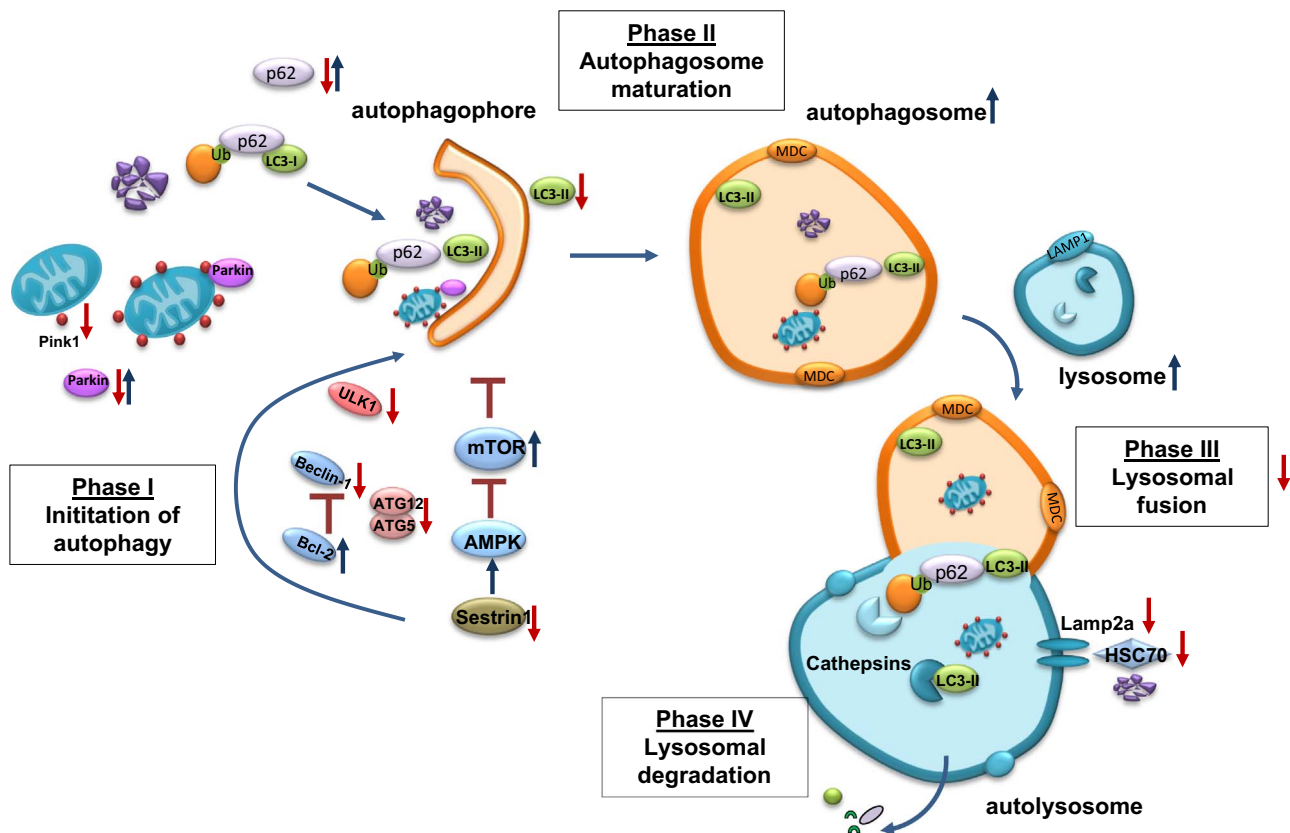 Phase II
Autophagosome
maturation
p62
autophagophore
autophagosome
p62
Ub
LC3-I
MDC
LC3-II
LC3-II
p62
LC3-II
Ub
p62
LC3-II
Ub
LAMP1
Parkin
Pink1
Parkin
MDC
lysosome
ULK1
mTOR
MDC
LC3-II
MDC
Phase III
Lysosomal
fusion
Phase I
Inititation of
autophagy
Beclin-1
ATG12
ATG5
Bcl-2
AMPK
Sestrin1
Ub
p62
LC3-II
Lamp2a
HSC70
Cathepsins
LC3-II
Phase IV
Lysosomal
degradation
autolysosome